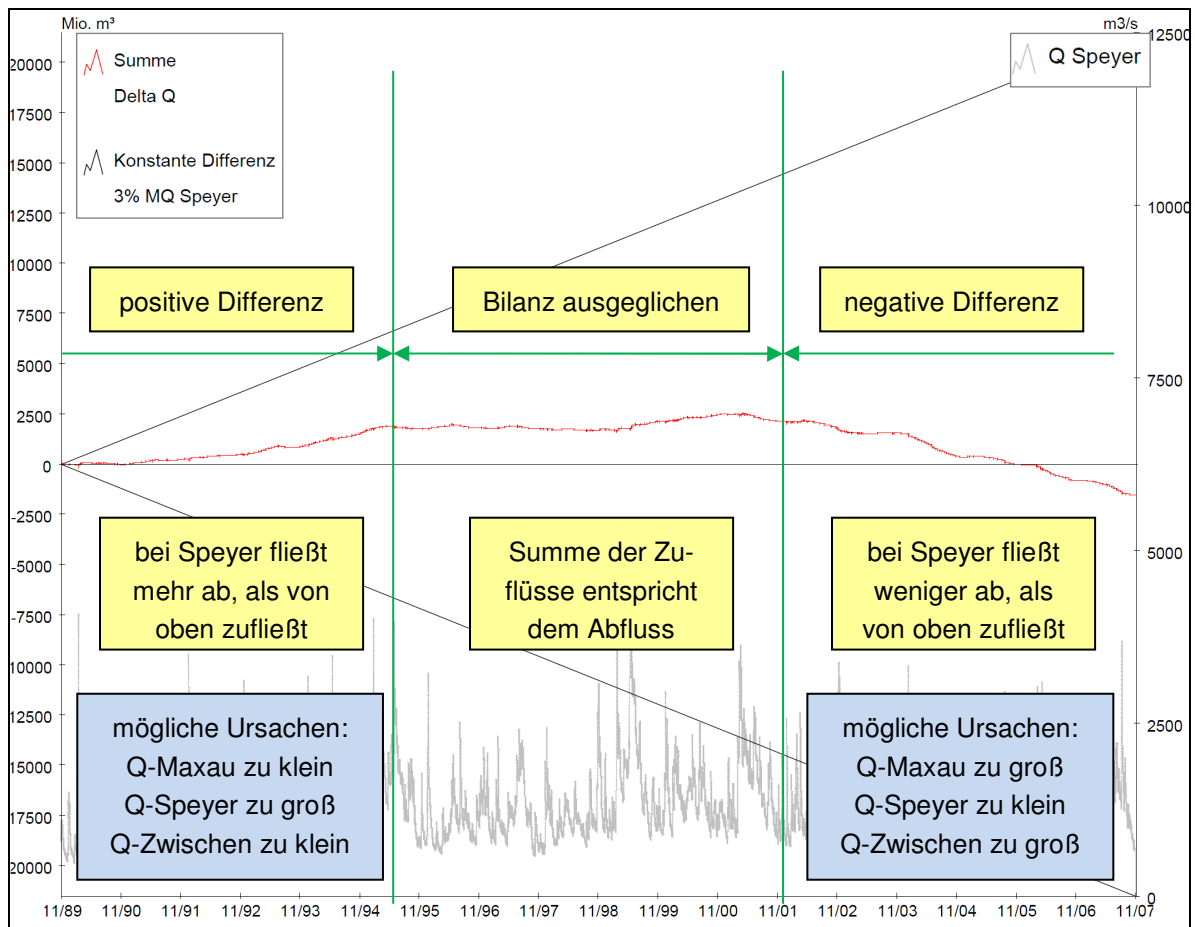 Mio. m³
m3/s
Summe
Delta Q
Konstante Differenz
3% MQ Speyer
Q Speyer
20000
17500
15000
12500
10000
7500
5000
2500
0
-2500
-5000
-7500
10000
12500
15000
17500
20000
12500
10000
7500
5000
2500
0
positive Differenz
Bilanz ausgeglichen
negative Differenz
bei Speyer fließt
mehr ab, als von
oben zufließt
Summe der Zu-
flüsse entspricht
dem Abfluss
bei Speyer fließt
weniger ab, als
von oben zufließt
mögliche Ursachen:
Q-Maxau zu klein
Q-Speyer zu groß
Q-Zwischen zu klein
mögliche Ursachen:
Q-Maxau zu groß
Q-Speyer zu klein
Q-Zwischen zu groß
11/89 11/90 11/91 11/92 11/93 11/94 11/95 11/96 11/97 11/98 11/99 11/00 11/01 11/02 11/03 11/04 11/05 11/06 11/07